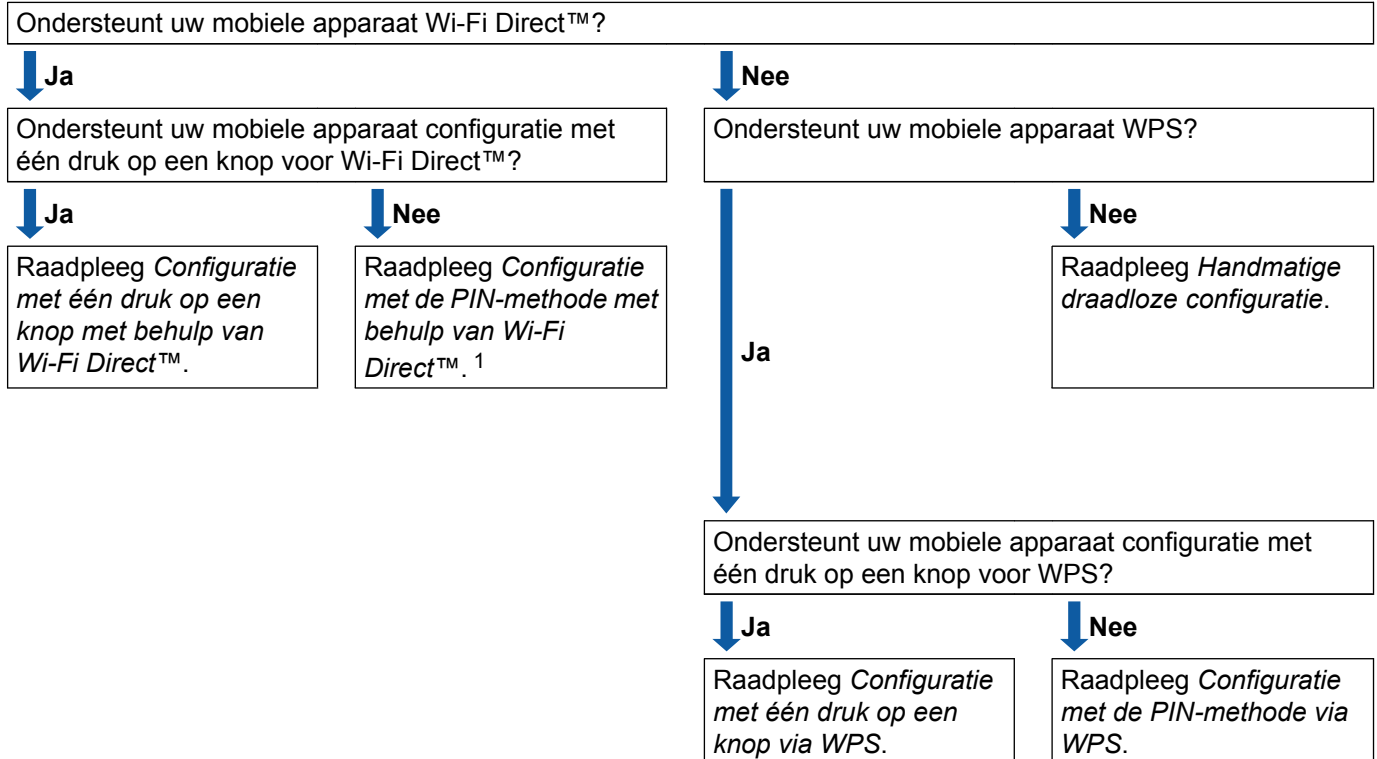 Ondersteunt uw mobiele apparaat Wi-Fi Direct™?
Ja
Nee
Ondersteunt uw mobiele apparaat configuratie met
één druk op een knop voor Wi-Fi Direct™?
Ondersteunt uw mobiele apparaat WPS?
Ja
Nee
Nee
Raadpleeg Configuratie
met één druk op een
knop met behulp van
Wi-Fi Direct™.
Raadpleeg Configuratie
met de PIN-methode met
behulp van Wi-Fi
Direct™. 1
Raadpleeg Handmatige
draadloze configuratie.
Ja
Ondersteunt uw mobiele apparaat configuratie met
één druk op een knop voor WPS?
Ja
Nee
Raadpleeg Configuratie
met één druk op een
knop via WPS.
Raadpleeg Configuratie
met de PIN-methode via
WPS.